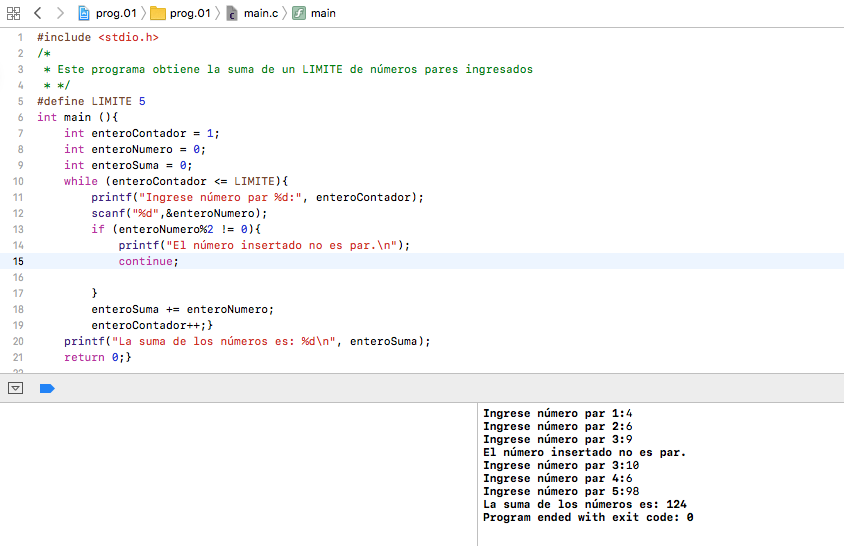 prog.01 prog.01 main.c main
1 #include <stdio.h>
2 /*
3 * Este programa obtiene la suma de un LIMITE de números pares ingresados
4 * */
5 #define LIMITE 5
6 int main (){
7 int enteroContador = 1;
8 int enteroNumero = 0;
9 int enteroSuma = 0;
10 while (enteroContador <= LIMITE){
11 printf("Ingrese número par %d:", enteroContador);
12 scanf("%d",&enteroNumero);
13 if (enteroNumero%2 != 0){
14 printf("El número insertado no es par.\n");
15 continue;
16
17 }
18 enteroSuma += enteroNumero;
19 enteroContador++;}
20 printf("La suma de los números es: %d\n", enteroSuma);
21 return 0;}
Ingrese número par 1:4
Ingrese número par 2:6
Ingrese número par 3:9
El número insertado no es par.
Ingrese número par 3:10
Ingrese número par 4:6
Ingrese número par 5:98
La suma de los números es: 124
Program ended with exit code: 0